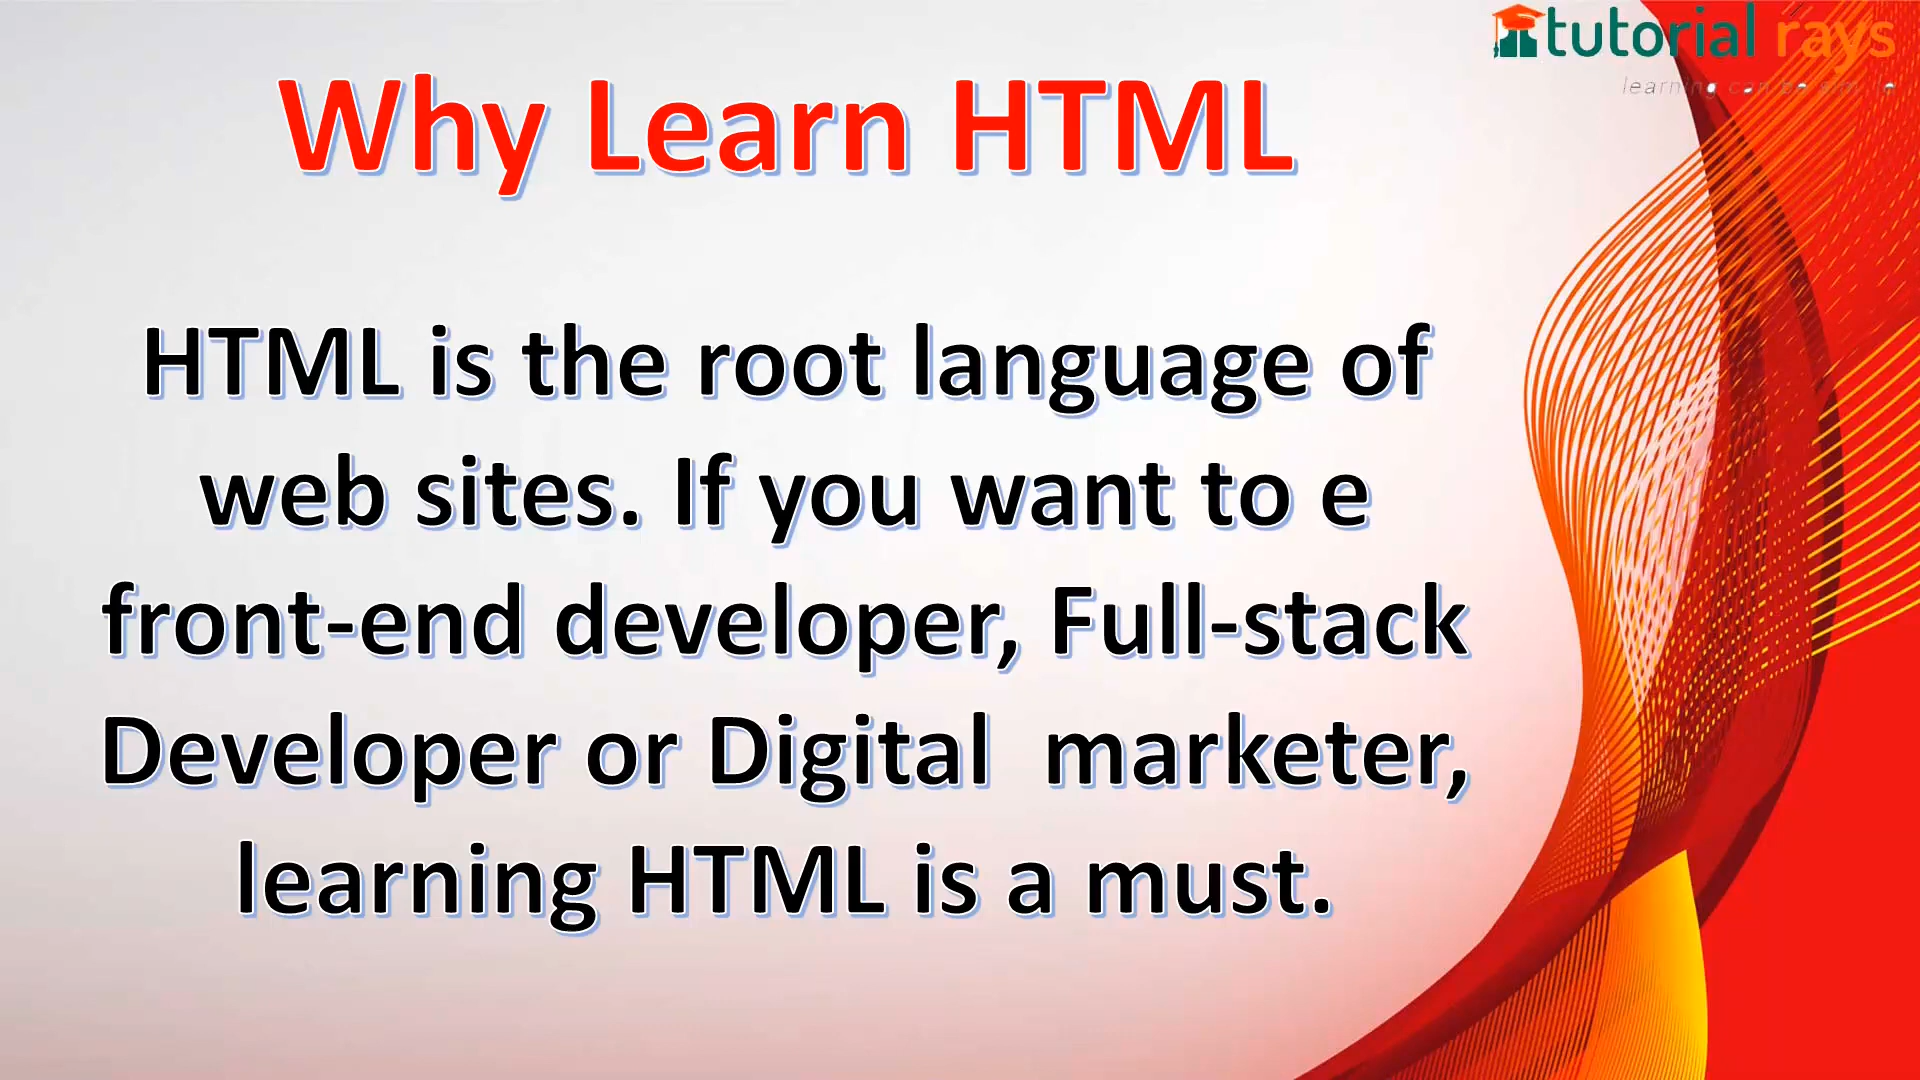 tutorial rays
Why Learn HTML
HTML is the root language of
web sites. If you want to e
front-end developer, Full-stack
Developer or Digital marketer,
learning HTML is a must.